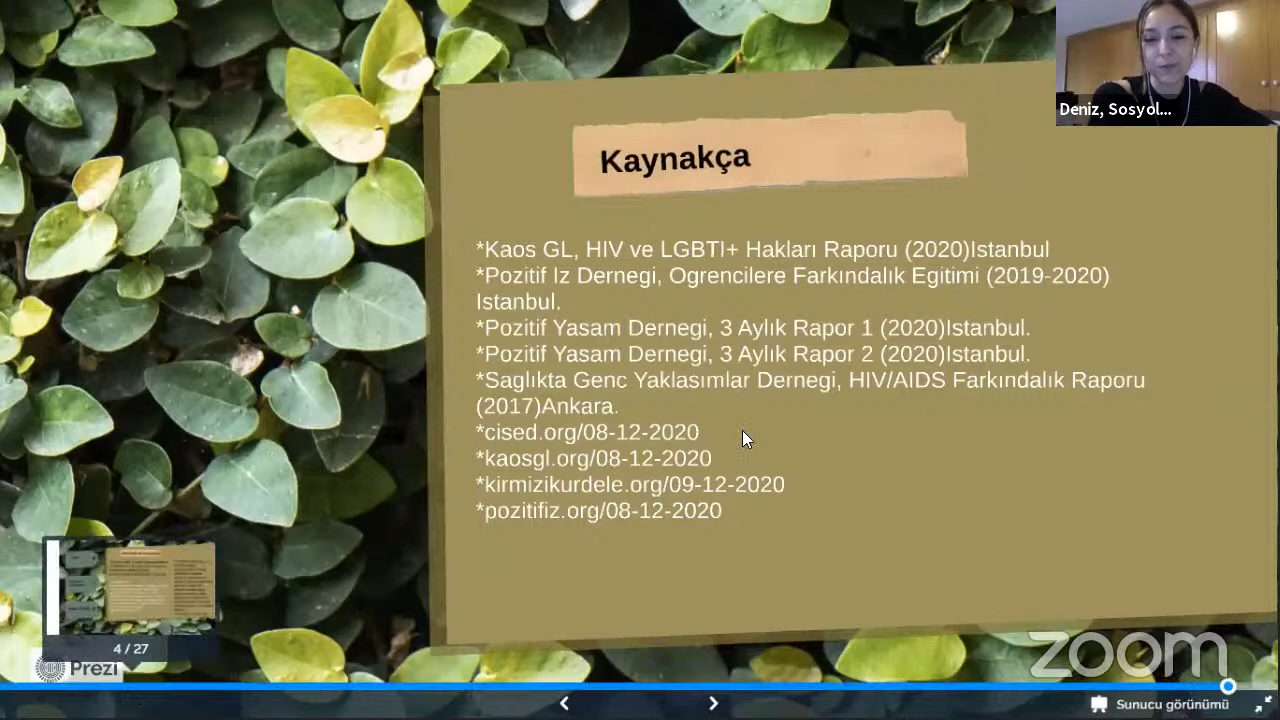 Deniz, Sosyol...
Kaynakça
*Kaos GL, HIV ve LGBTI+ Hakları Raporu (2020)Istanbul
*Pozitif Iz Dernegi, Ogrencilere Farkındalık Egitimi (2019-2020)
Istanbul.
*Pozitif Yasam Dernegi, 3 Aylık Rapor 1 (2020)Istanbul.
*Pozitif Yasam Dernegi, 3 Aylık Rapor 2 (2020)Istanbul.
*Saglıkta Genc Yaklasımlar Dernegi, HIV/AIDS Farkındalık Raporu
(2017)Ankara.
*cised.org/08-12-2020
*kaosgl.org/08-12-2020
*kirmizikurdele.org/09-12-2020
*pozitifiz.org/08-12-2020
4 / 27
Prezi
zoom
Sunucu görünümü